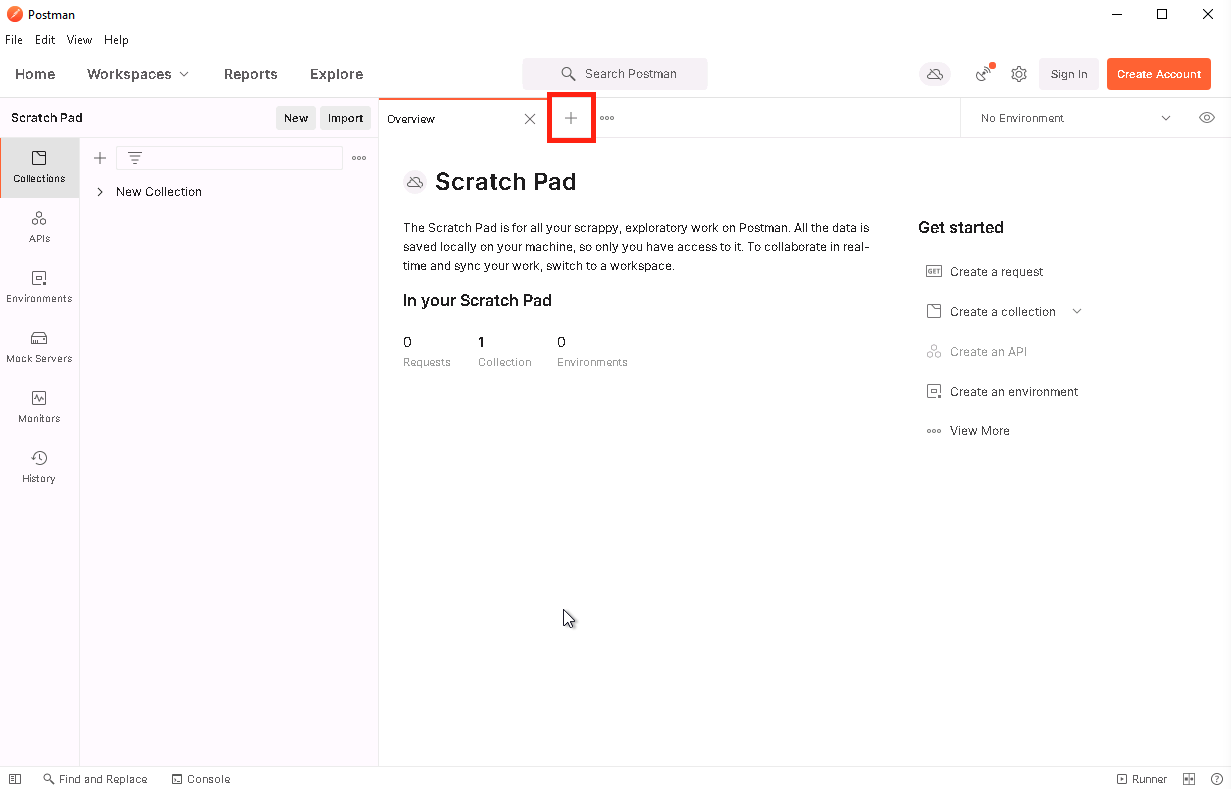 Postman
File Edit View Help
Home Workspaces Reports Explore Search Postman Sign In Create Account
Scratch Pad New Import Overview No Environment
Collections
New Collection
APIs
Environments
Mock Servers
Monitors
History
Scratch Pad
The Scratch Pad is for all your scrappy, exploratory work on Postman. All the data is
saved locally on your machine, so only you have access to it. To collaborate in real-
time and sync your work, switch to a workspace.
In your Scratch Pad
0 1 0
Requests Collection Environments
Get started
GET Create a request
Create a collection
Create an API
Create an environment
View More
Find and Replace Console Runner